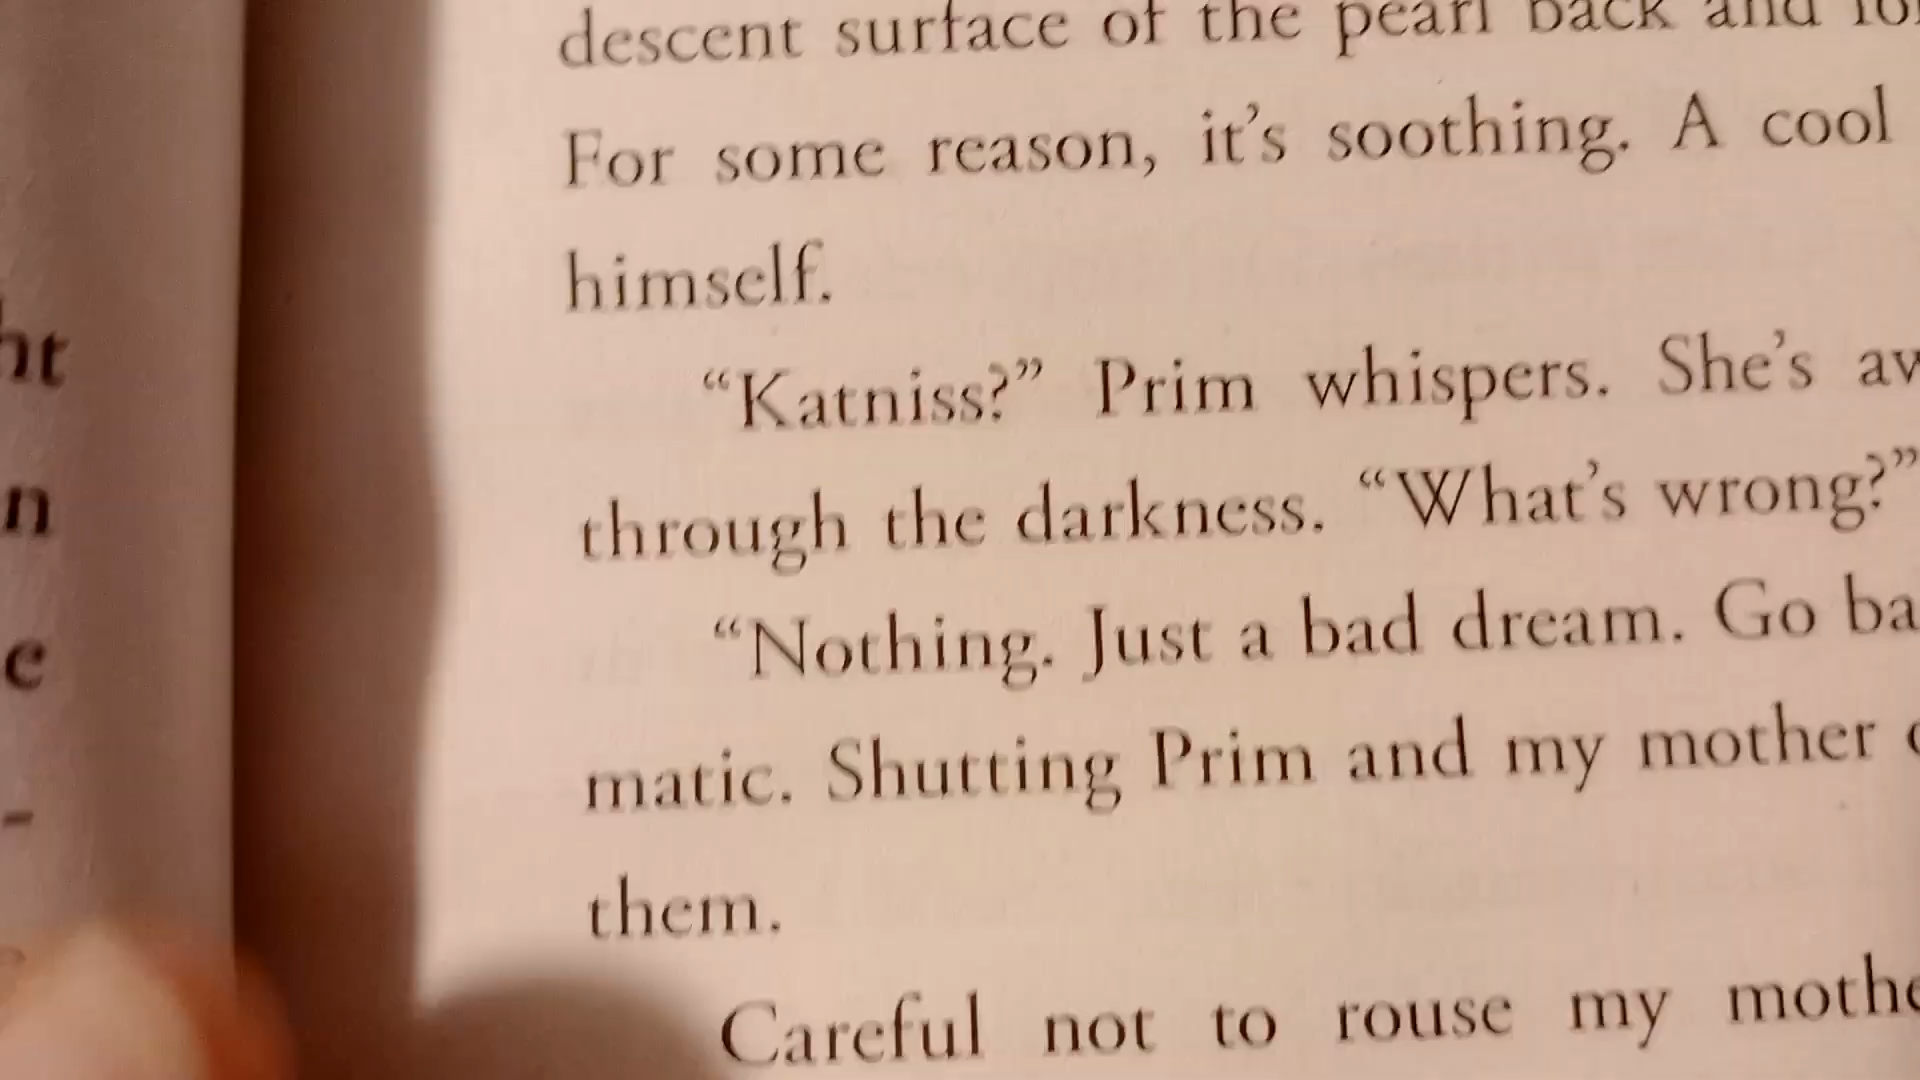 descent surface of the pearl back and
For some reason, it's soothing. A cool
himself.
“Katniss?” Prim whispers. She's
through the darkness. “What's wrong?”
“Nothing. Just a bad dream. Go
matic. Shutting Prim and my mother
them.
Careful not to rouse my